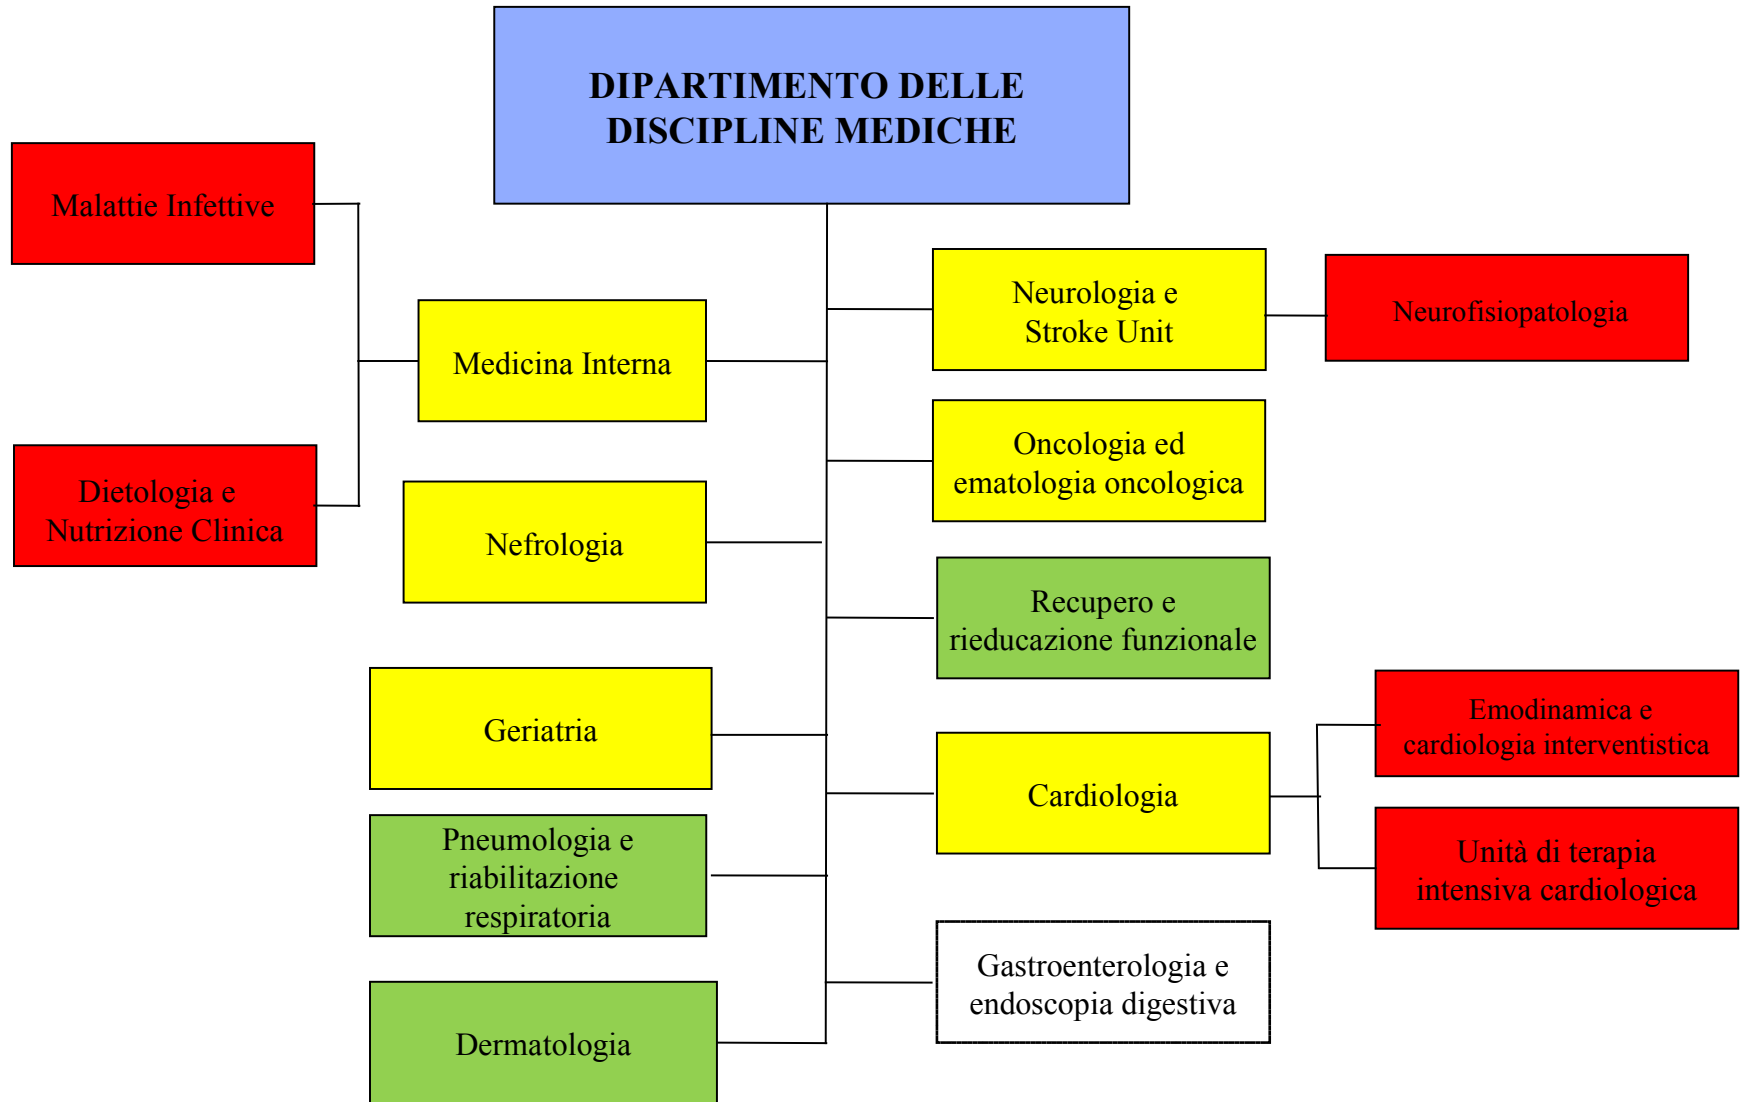 DIPARTIMENTO DELLE
DISCIPLINE MEDICHE
Malattie Infettive
Medicina Interna
Dietologia e
Nutrizione Clinica
Nefrologia
Geriatria
Pneumologia e
riabilitazione
respiratoria
Dermatologia
Neurologia e
Stroke Unit
Neurofisiopatologia
Oncologia ed
ematologia oncologica
Recupero e
rieducazione funzionale
Cardiologia
Emodinamica e
cardiologia interventistica
Unità di terapia
intensiva cardiologica
Gastroenterologia e
endoscopia digestiva